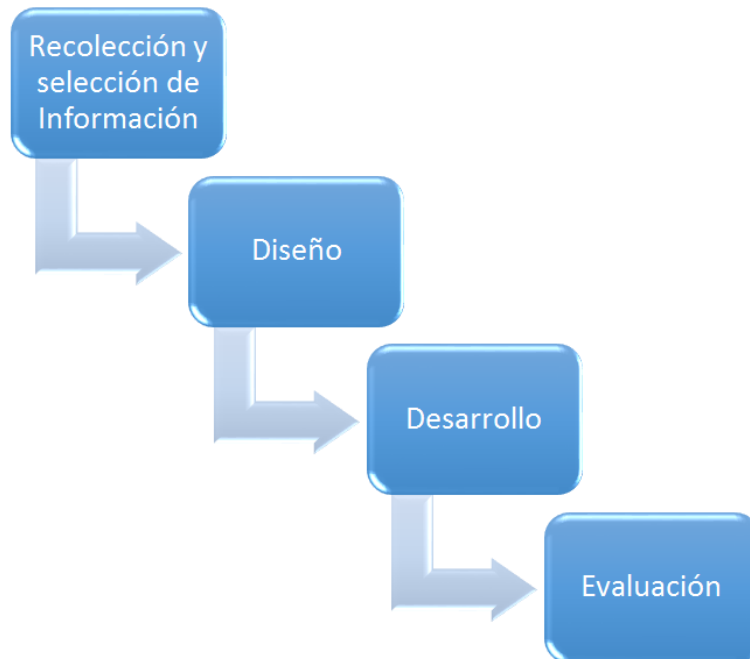 Recolección y
selección de
Información
Diseño
Desarrollo
Evaluación